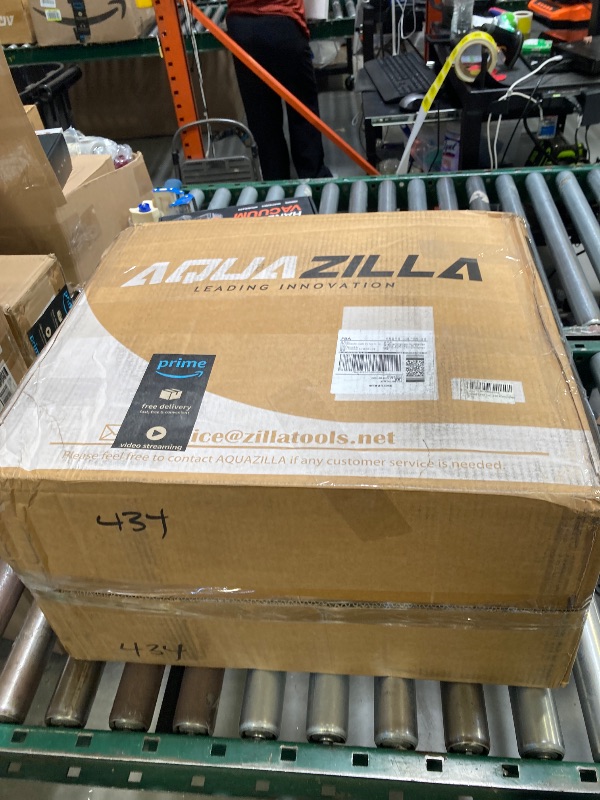 VACUUM
AQUAZILLA
LEADING INNOVATION
prime
free delivery
video streaming
ice@zillatools.net
Please feel free to contact AQUAZILLA if any customer service is needed.
434
434